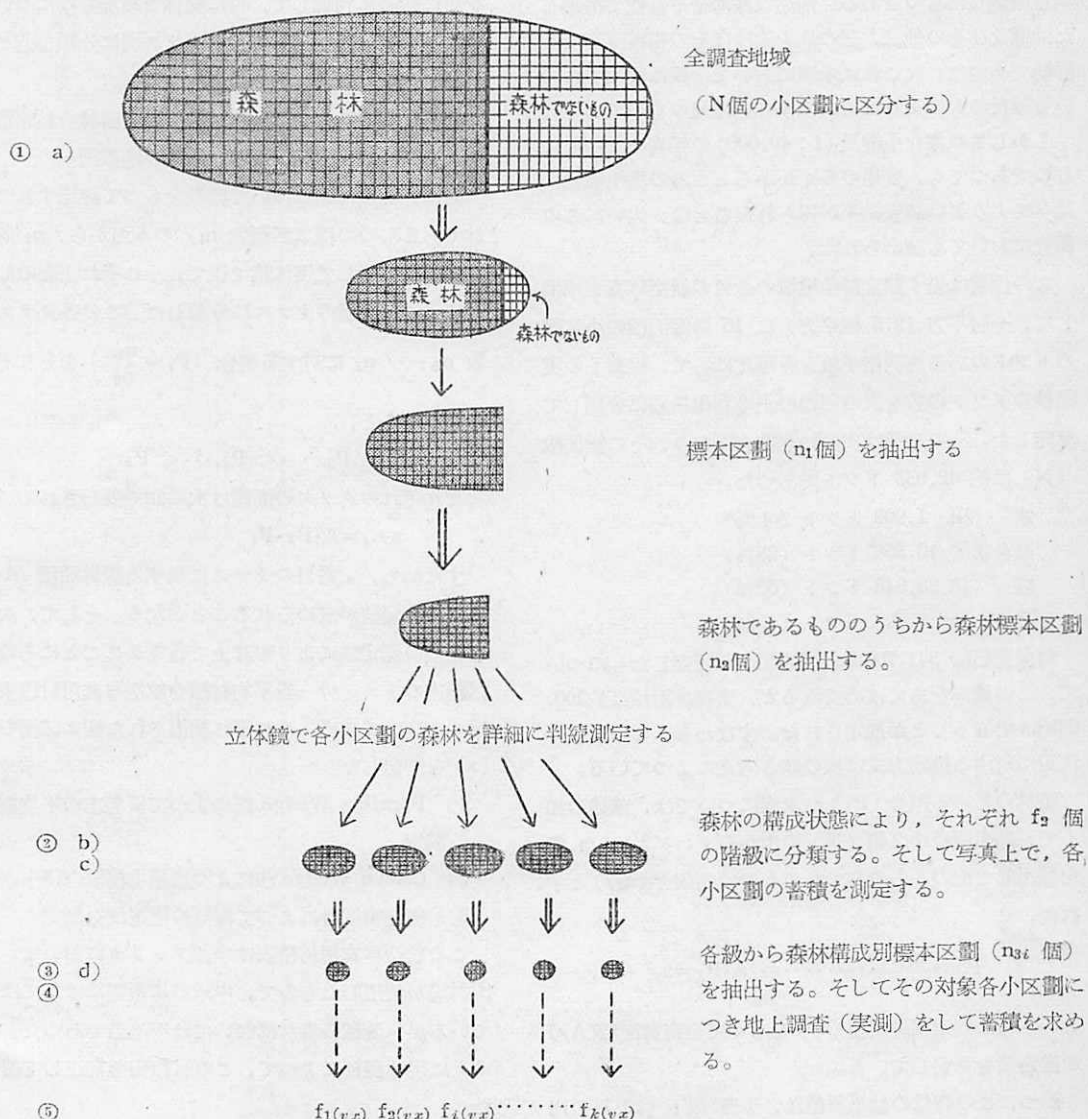 全調査地域
(N個の小区劃に区分する)
森 林
森林でないもの
① a)
森 林
森林でないもの
標本区劃 (n₁個) を抽出する
森林であるもののうちから森林標本区劃
(n₂個) を抽出する。
立体鏡で各小区劃の森林を詳細に判続測定する
② b)
c)
森林の構成状態により，それぞれ f₂ 個
の階級に分類する。そして写真上で，各
小区劃の蓄積を測定する。
③ d)
④
各級から森林構成別標本区劃 (n₃ᵢ 個)
を抽出する。そしてその対象各小区劃に
つき地上調査（実測）をして蓄積を求め
る。
⑤ f₁(vx) f₂(vx) fᵢ(vx)········fₖ(vx)